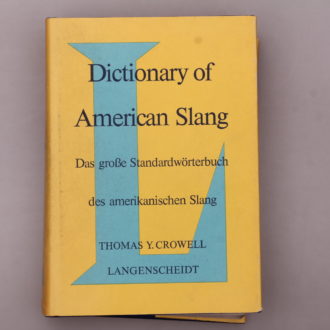 Dictionary of
American Slang
Das große Standardwörterbuch
des amerikanischen Slang
THOMAS Y. CROWELL
LANGENSCHEIDT